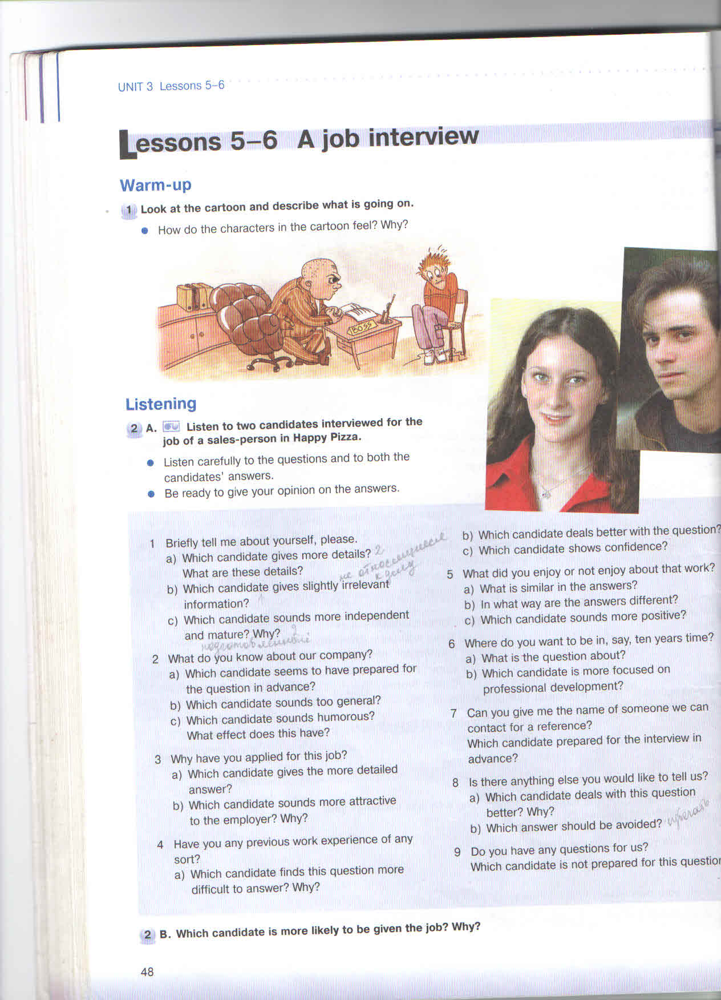 UNIT 3 Lessons 5–6
Lessons 5–6 A job interview
Warm-up
1 Look at the cartoon and describe what is going on.
● How do the characters in the cartoon feel? Why?
BOSS
Listening
2 A. Listen to two candidates interviewed for the
job of a sales-person in Happy Pizza.
● Listen carefully to the questions and to both the
candidates' answers.
● Be ready to give your opinion on the answers.
1 Briefly tell me about yourself, please.
a) Which candidate gives more details? 2
What are these details?
не относящиеся
к делу
b) Which candidate gives slightly irrelevant
information? 1
c) Which candidate sounds more independent
and mature? Why?
подготовленный
2 What do you know about our company?
a) Which candidate seems to have prepared for
the question in advance?
b) Which candidate sounds too general?
c) Which candidate sounds humorous?
What effect does this have?
3 Why have you applied for this job?
a) Which candidate gives the more detailed
answer?
b) Which candidate sounds more attractive
to the employer? Why?
4 Have you any previous work experience of any
sort?
a) Which candidate finds this question more
difficult to answer? Why?
b) Which candidate deals better with the question?
c) Which candidate shows confidence?
5 What did you enjoy or not enjoy about that work?
a) What is similar in the answers?
b) In what way are the answers different?
c) Which candidate sounds more positive?
6 Where do you want to be in, say, ten years time?
a) What is the question about?
b) Which candidate is more focused on
professional development?
7 Can you give me the name of someone we can
contact for a reference?
Which candidate prepared for the interview in
advance?
8 Is there anything else you would like to tell us?
a) Which candidate deals with this question
better? Why?
b) Which answer should be avoided? избегать
9 Do you have any questions for us?
Which candidate is not prepared for this question
2 B. Which candidate is more likely to be given the job? Why?
48